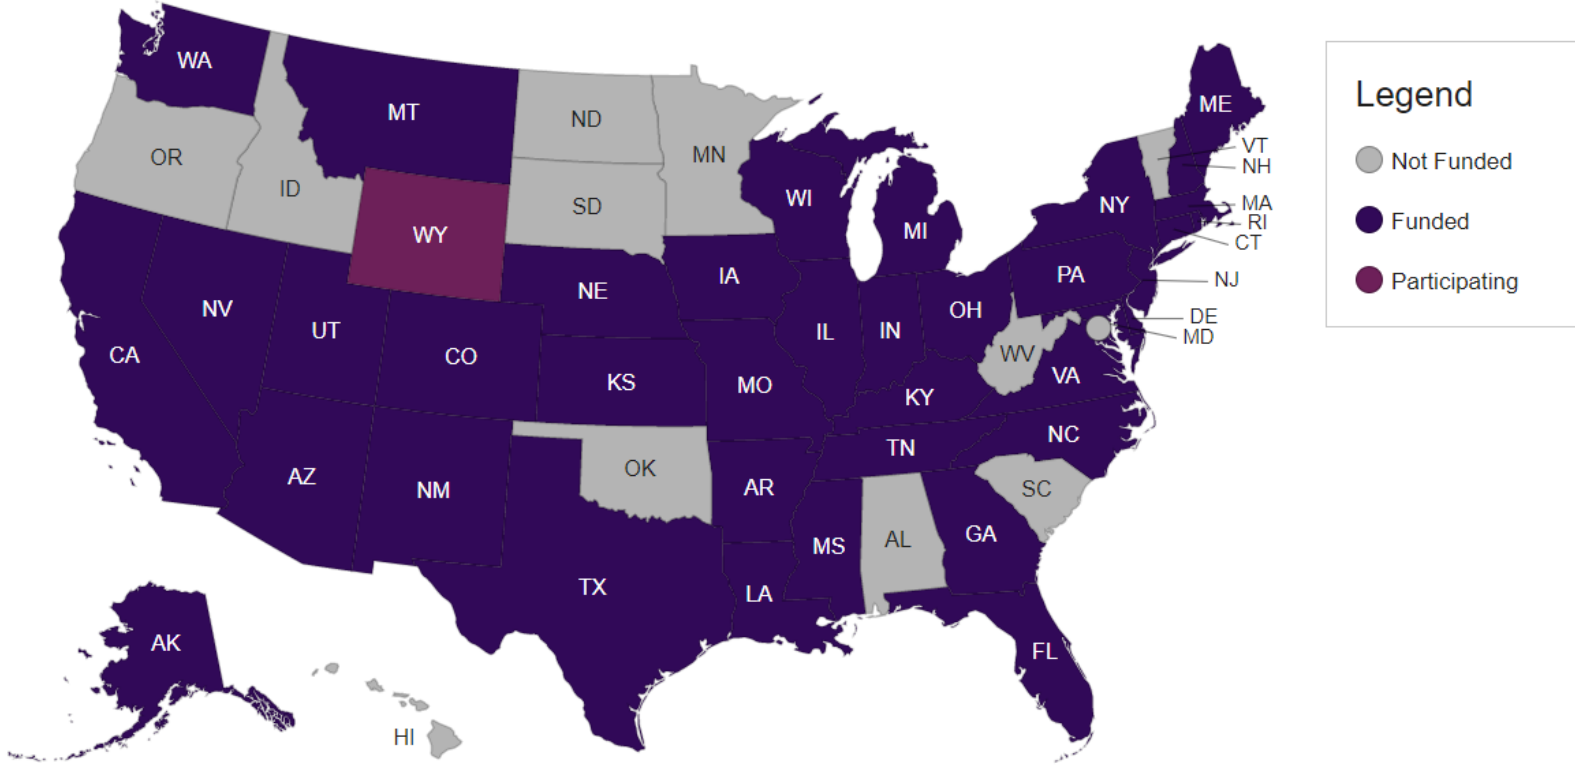 WA
MT
ME
ND
OR
MN
VT
NH
ID
SD
WI
NY
MA
RI
WY
MI
CT
IA
PA
NJ
NE
NV
OH
DE
UT
IL
IN
MD
CA
CO
WV
KS
MO
VA
KY
NC
TN
OK
AZ
NM
AR
SC
GA
MS
AL
TX
LA
AK
FL
HI
Legend
Not Funded
Funded
Participating